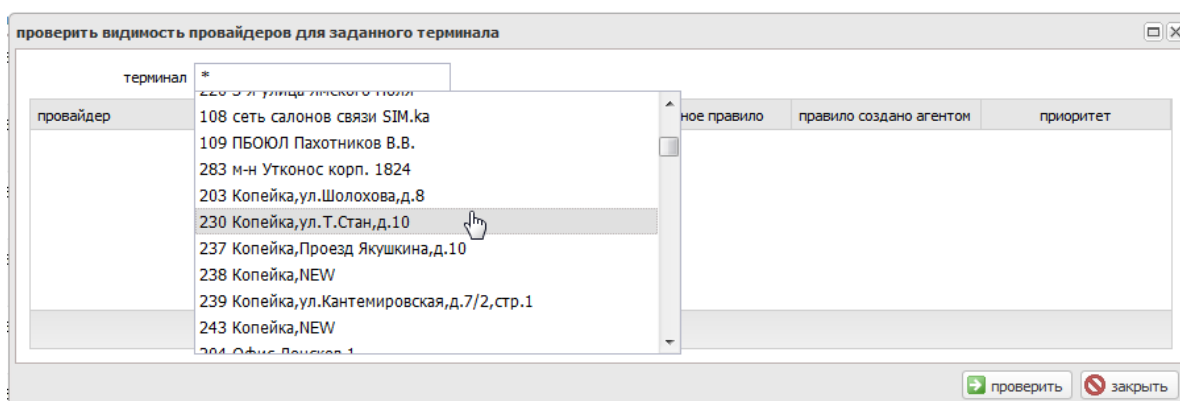 проверить видимость провайдеров для заданного терминала
терминал *
провайдер ное правило правило создано агентом приоритет
108 сеть салонов связи SIM.ka
109 ПБОЮЛ Пахотников В.В.
283 м-н Утконос корп. 1824
203 Копейка,ул.Шолохова,д.8
230 Копейка,ул.Т.Стан,д.10
237 Копейка,Проезд Якушкина,д.10
238 Копейка,NEW
239 Копейка,ул.Кантемировская,д.7/2,стр.1
243 Копейка,NEW
проверить закрыть